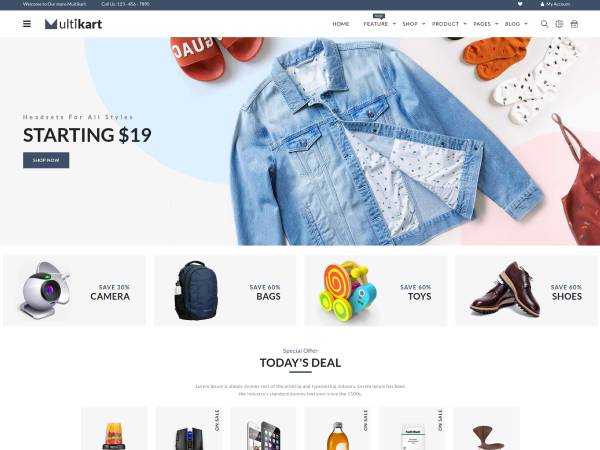 Welcome to Our store Multikart
Call Us: 123 - 456 - 7890
My Account
Multikart
HOME
NEW
FEATURE
SHOP
PRODUCT
PAGES
BLOG
Headsets For All Styles
STARTING $19
SHOP NOW
SAVE 30%
CAMERA
SAVE 60%
BAGS
SAVE 60%
TOYS
SAVE 60%
SHOES
Special Offer
TODAY'S DEAL
Lorem Ipsum is simply dummy text of the printing and typesetting industry. Lorem Ipsum has been
the industry's standard dummy text ever since the 1500s.
ON SALE
ON SALE